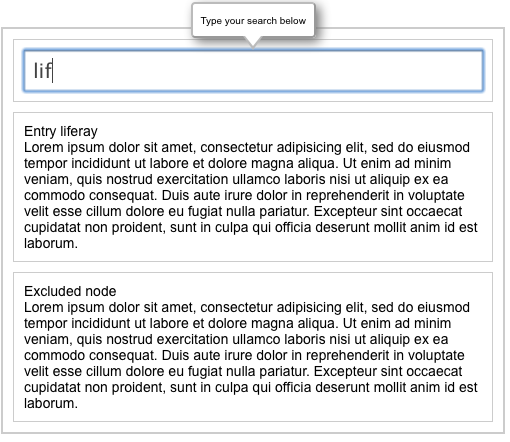 Type your search below
lif
Entry liferay
Lorem ipsum dolor sit amet, consectetur adipisicing elit, sed do eiusmod
tempor incididunt ut labore et dolore magna aliqua. Ut enim ad minim
veniam, quis nostrud exercitation ullamco laboris nisi ut aliquip ex ea
commodo consequat. Duis aute irure dolor in reprehenderit in voluptate
velit esse cillum dolore eu fugiat nulla pariatur. Excepteur sint occaecat
cupidatat non proident, sunt in culpa qui officia deserunt mollit anim id est
laborum.
Excluded node
Lorem ipsum dolor sit amet, consectetur adipisicing elit, sed do eiusmod
tempor incididunt ut labore et dolore magna aliqua. Ut enim ad minim
veniam, quis nostrud exercitation ullamco laboris nisi ut aliquip ex ea
commodo consequat. Duis aute irure dolor in reprehenderit in voluptate
velit esse cillum dolore eu fugiat nulla pariatur. Excepteur sint occaecat
cupidatat non proident, sunt in culpa qui officia deserunt mollit anim id est
laborum.